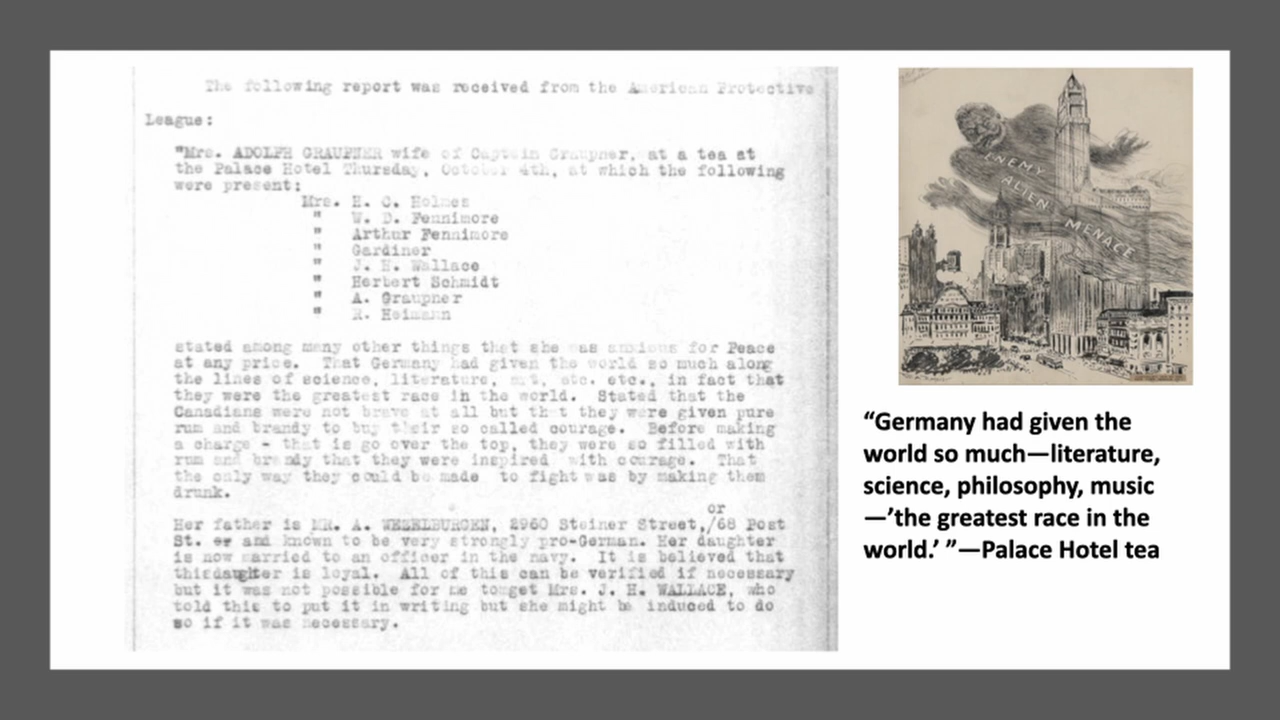 The following report was received from the American Protective
League:
"Mrs. ADOLPH GRAUPNER wife of Captain Graupner, at a tea at
the Palace Hotel Thursday, October 4th, at which the following
were present:
Mrs. H. C. Holmes
" W. D. Fennimore
" Arthur Fennimore
" Gardiner
" J. H. Wallace
" Herbert Schmidt
" A. Graupner
" R. Heimann
stated among many other things that she was anxious for Peace
at any price. That Germany had given the world so much along
the lines of science, literature, art, etc. etc., in fact that
they were the greatest race in the world. Stated that the
Canadians were not brave at all but that they were given pure
rum and brandy to buy their so called courage. Before making
a charge - that is go over the top, they were so filled with
rum and brandy that they were inspired with courage. That
the only way they could be made to fight was by making them
drunk.
or
Her father is MR. A. WEZELBURGEN, 2960 Steiner Street,/68 Post
St. er and known to be very strongly pro-German. Her daughter
is now married to an officer in the navy. It is believed that
thisdaughter is loyal. All of this can be verified if necessary
but it was not possible for me toget Mrs. J. H. WALLACE, who
told this to put it in writing but she might be induced to do
so if it was necessary.
ENEMY
ALIEN
MENACE
“Germany had given the
world so much—literature,
science, philosophy, music
—’the greatest race in the
world.’ ”—Palace Hotel tea